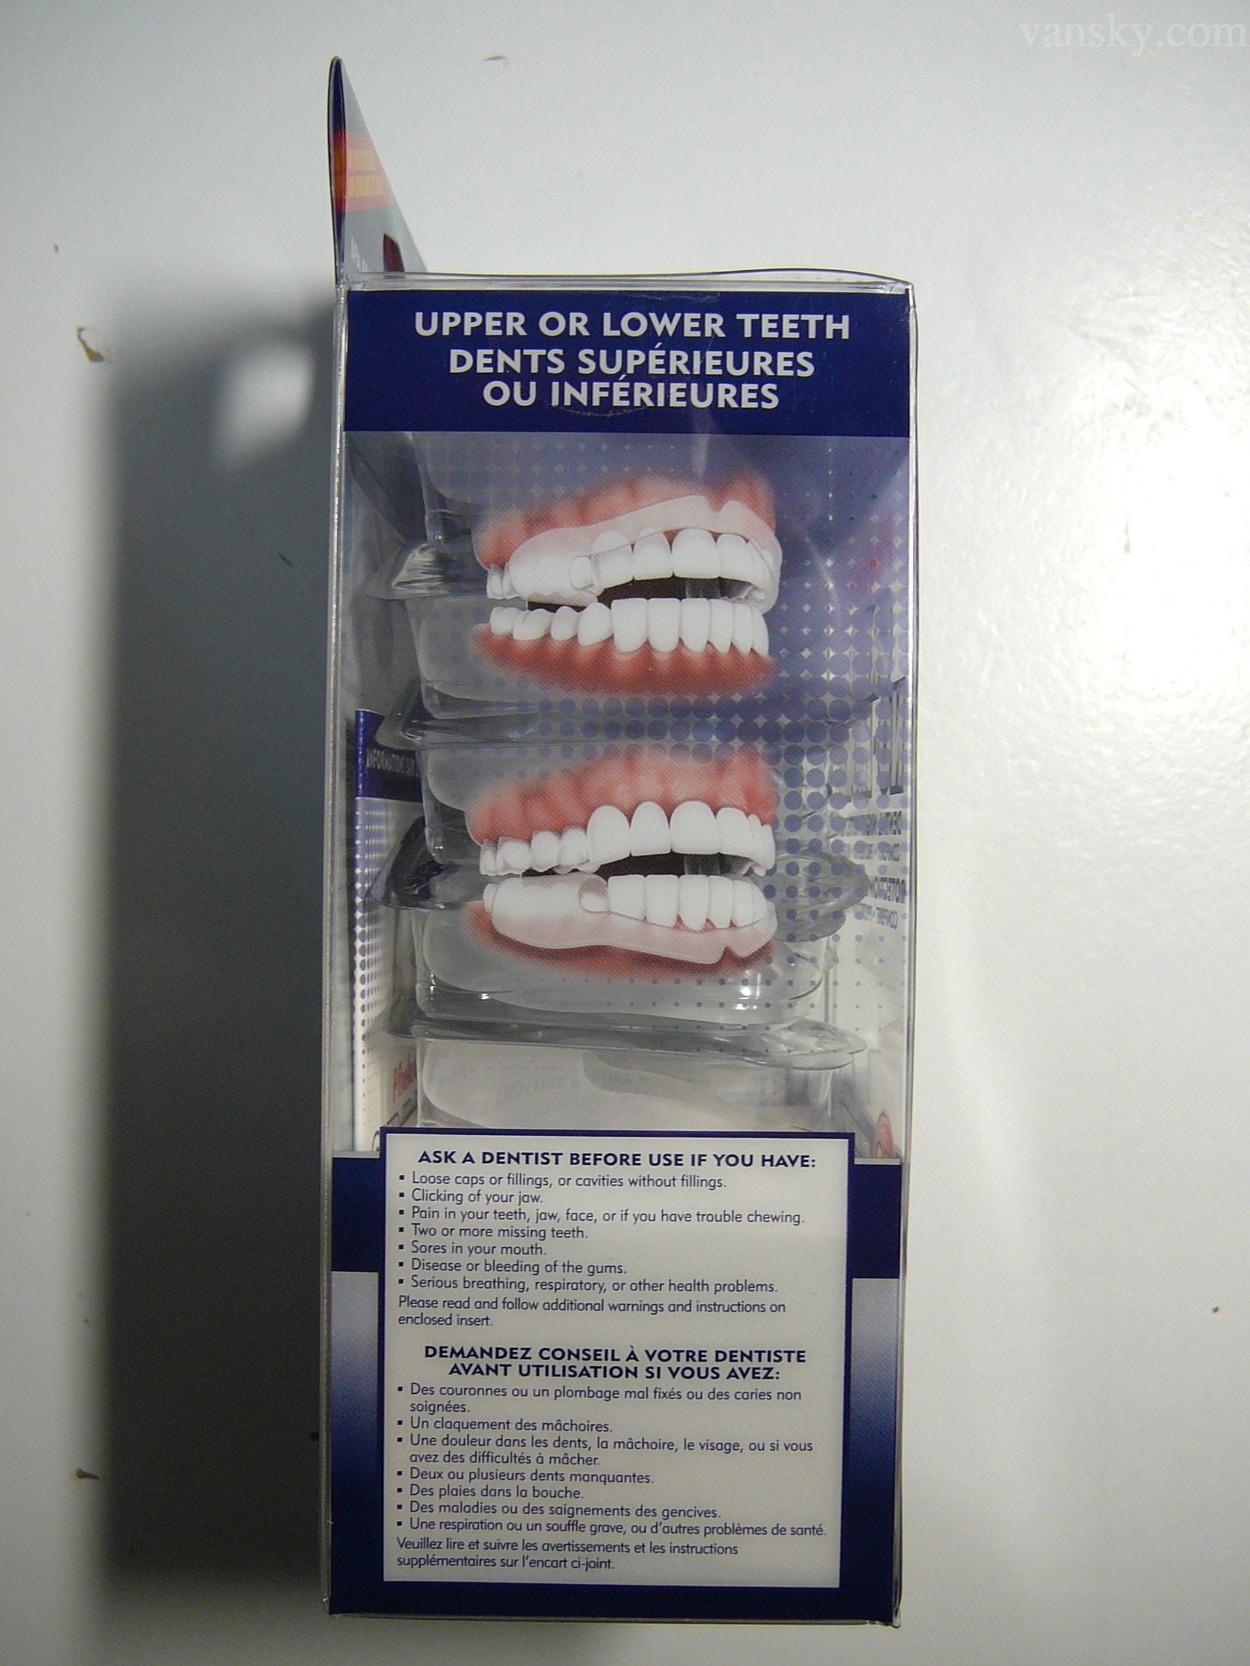 vansky.com
UPPER OR LOWER TEETH
DENTS SUPÉRIEURES
OU INFÉRIEURES
ASK A DENTIST BEFORE USE IF YOU HAVE:
▪ Loose caps or fillings, or cavities without fillings.
▪ Clicking of your jaw.
▪ Pain in your teeth, jaw, face, or if you have trouble chewing.
▪ Two or more missing teeth.
▪ Sores in your mouth.
▪ Disease or bleeding of the gums.
▪ Serious breathing, respiratory, or other health problems.
Please read and follow additional warnings and instructions on
enclosed insert.
DEMANDEZ CONSEIL À VOTRE DENTISTE
AVANT UTILISATION SI VOUS AVEZ:
▪ Des couronnes ou un plombage mal fixés ou des caries non
soignées.
▪ Un claquement des mâchoires.
▪ Une douleur dans les dents, la mâchoire, le visage, ou si vous
avez des difficultés à mâcher.
▪ Deux ou plusieurs dents manquantes.
▪ Des plaies dans la bouche.
▪ Des maladies ou des saignements des gencives.
▪ Une respiration ou un souffle grave, ou d'autres problèmes de santé.
Veuillez lire et suivre les avertissements et les instructions
supplémentaires sur l'encart ci-joint.